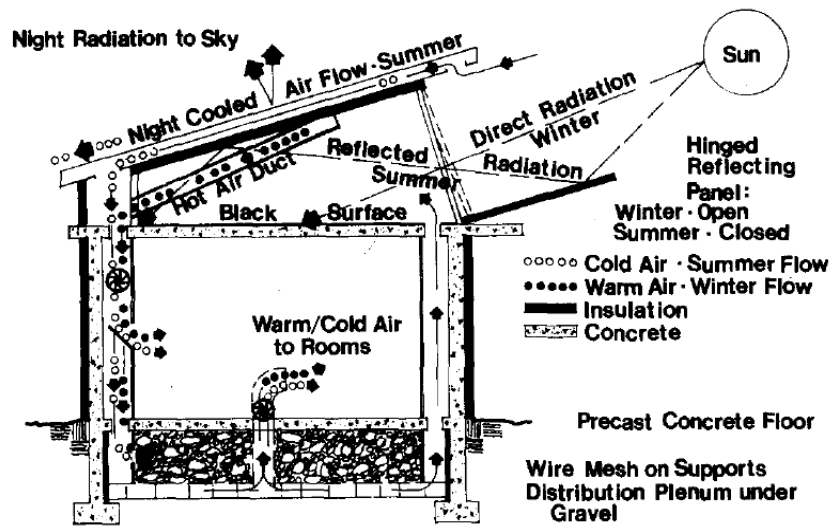 Night Radiation to Sky
Night Cooled Air Flow · Summer
Sun
Direct Radiation
Winter
Hot Air Duct
Reflected Radiation
Summer
Black Surface
Hinged
Reflecting
Panel:
Winter · Open
Summer · Closed
Cold Air · Summer Flow
Warm Air · Winter Flow
Insulation
Concrete
Warm/Cold Air
to Rooms
Precast Concrete Floor
Wire Mesh on Supports
Distribution Plenum under
Gravel